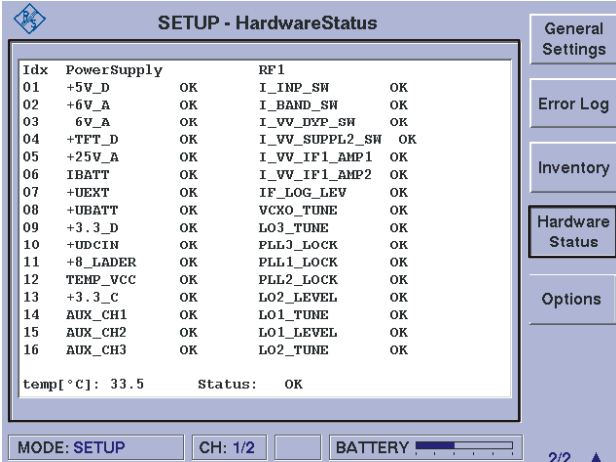 R&S
SETUP - HardwareStatus
Idx PowerSupply RF1
01 +5V_D OK I_INP_SW OK
02 +6V_A OK I_BAND_SW OK
03 6V_A OK I_VV_DYP_SW OK
04 +TFT_D OK I_VV_SUPPL2_SW OK
05 +25V_A OK I_VV_IF1_AMP1 OK
06 IBATT OK I_VV_IF1_AMP2 OK
07 +UEXT OK IF_LOG_LEV OK
08 +UBATT OK VCXO_TUNE OK
09 +3.3_D OK LO3_TUNE OK
10 +UDCIN OK PLL3_LOCK OK
11 +8_LADER OK PLL1_LOCK OK
12 TEMP_VCC OK PLL2_LOCK OK
13 +3.3_C OK LO2_LEVEL OK
14 AUX_CH1 OK LO1_TUNE OK
15 AUX_CH2 OK LO1_LEVEL OK
16 AUX_CH3 OK LO2_TUNE OK
temp[°C]: 33.5 Status: OK
General
Settings
Error Log
Inventory
Hardware
Status
Options
MODE: SETUP CH: 1/2 BATTERY 2/2 ▲